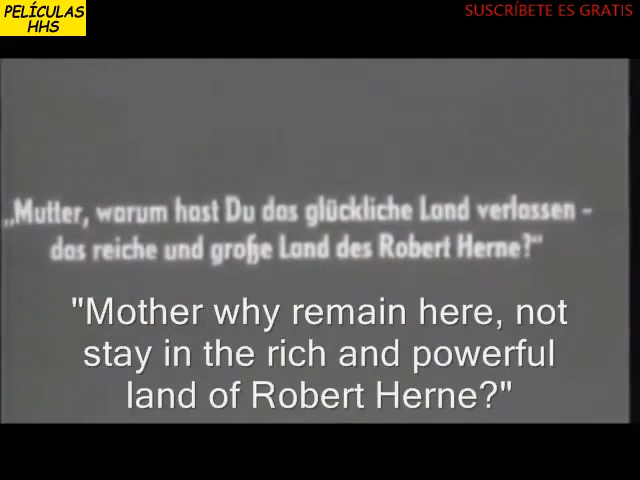 PELÍCULAS
HHS
SUSCRÍBETE ES GRATIS
„Mutter, warum hast Du das glückliche Land verlassen –
das reiche und große Land des Robert Herne?“
"Mother why remain here, not
stay in the rich and powerful
land of Robert Herne?"